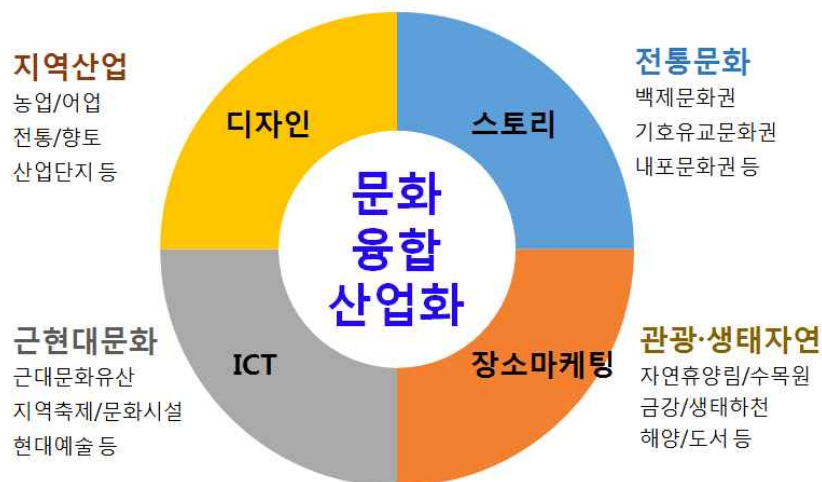 지역산업
농업/어업
전통/향토
산업단지 등
디자인
스토리
전통문화
백제문화권
기호유교문화권
내포문화권 등
문화
융합
산업화
근현대문화
근대문화유산
지역축제/문화시설
현대예술 등
ICT
장소마케팅
관광·생태자연
자연휴양림/수목원
금강/생태하천
해양/도서 등